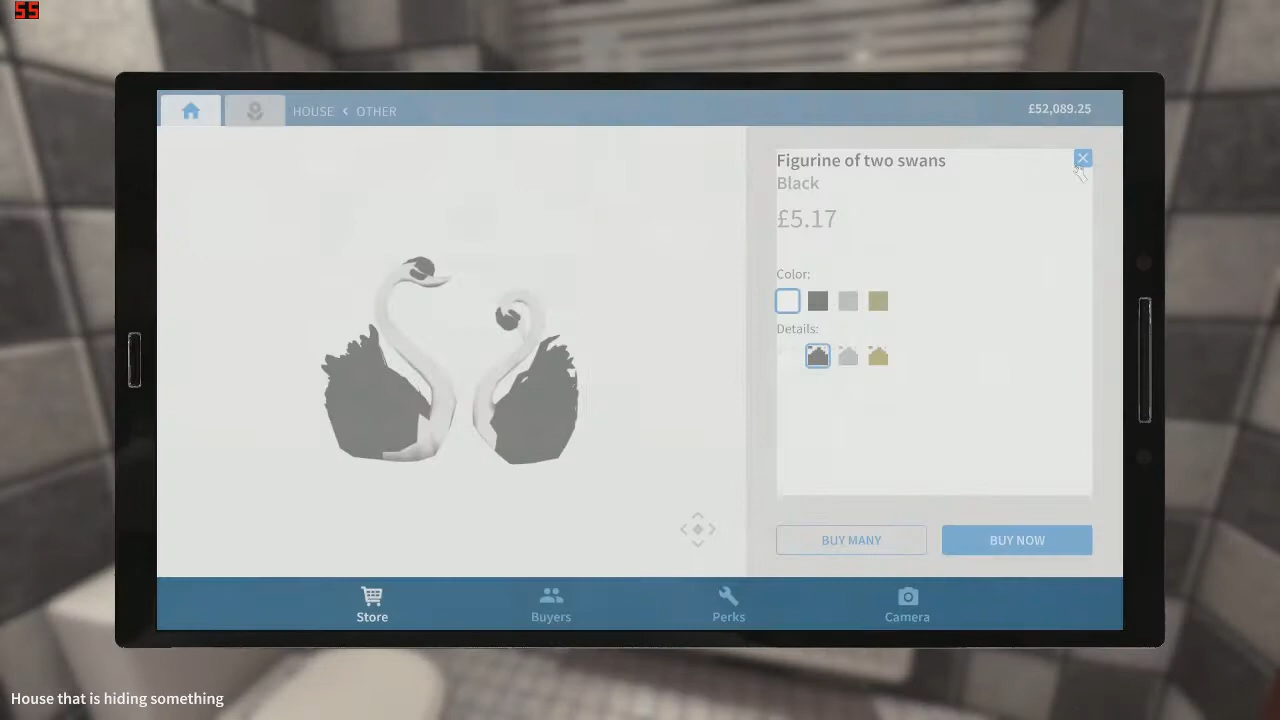 55
HOUSE < OTHER
£52,089.25
Figurine of two swans
Black
£5.17
Color:
Details:
BUY MANY
BUY NOW
Store
Buyers
Perks
Camera
House that is hiding something